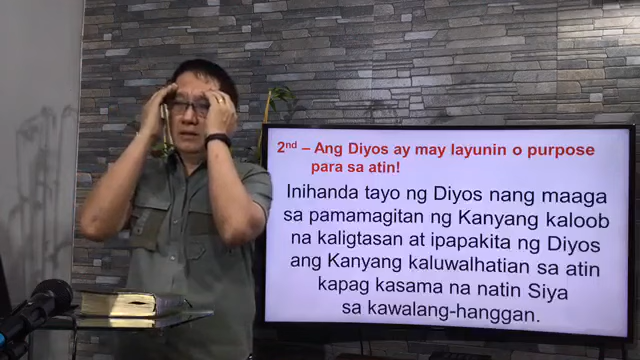 2nd – Ang Diyos ay may layunin o purpose
para sa atin!
Inihanda tayo ng Diyos nang maaga
sa pamamagitan ng Kanyang kaloob
na kaligtasan at ipapakita ng Diyos
ang Kanyang kaluwalhatian sa atin
kapag kasama na natin Siya
sa kawalang-hanggan.